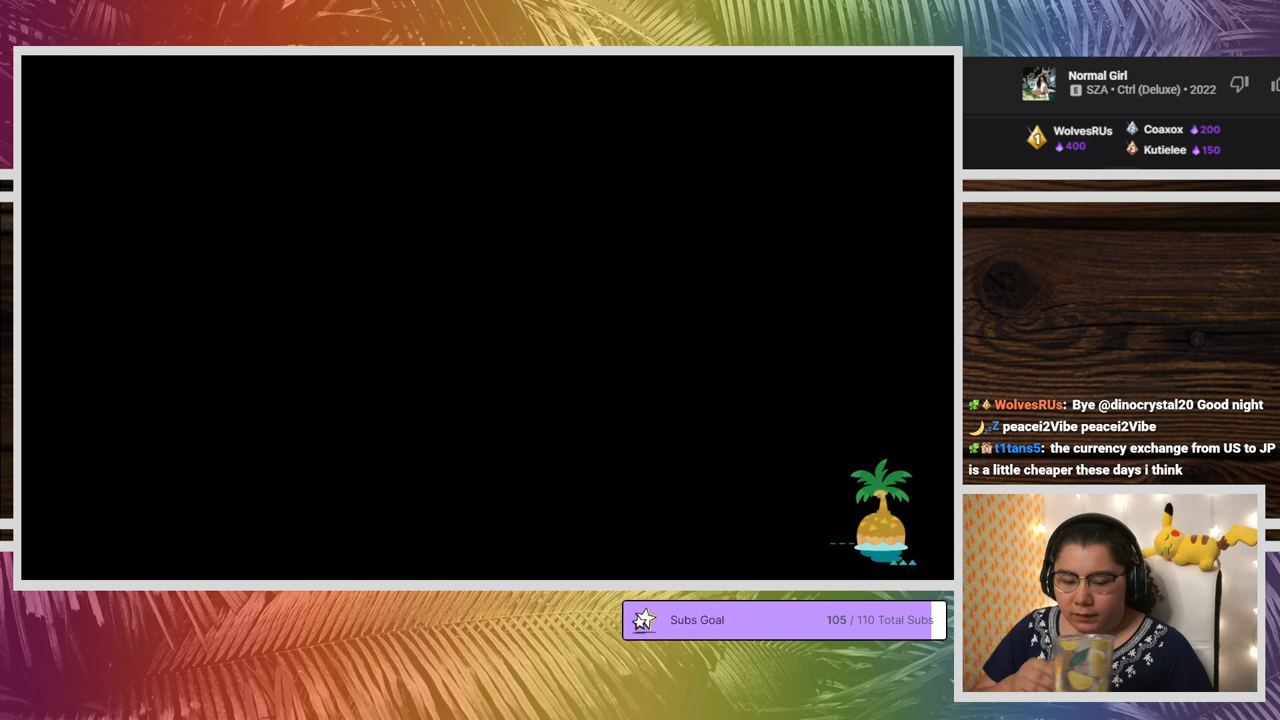 Normal Girl
E SZA • Ctrl (Deluxe) • 2022
1 WolvesRUs
400
Coaxox 200
3 Kutielee 150
WolvesRUs: Bye @dinocrystal20 Good night
peacei2Vibe peacei2Vibe
t1tans5: the currency exchange from US to JP
is a little cheaper these days i think
Subs Goal 105 / 110 Total Subs